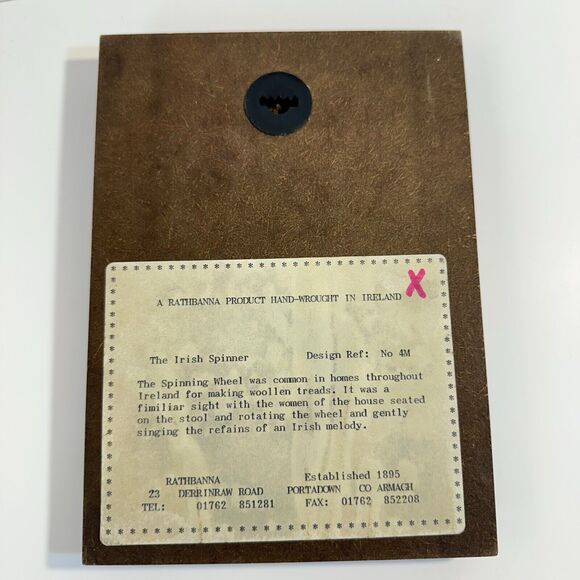 X
A RATHBANNA PRODUCT HAND-WROUGHT IN IRELAND
The Irish Spinner Design Ref: No 4M
The Spinning Wheel was common in homes throughout
Ireland for making woollen treads. It was a
fimiliar sight with the women of the house seated
on the stool and rotating the wheel and gently
singing the refains of an Irish melody.
RATHBANNA Established 1895
23 DERRINRAW ROAD PORTADOWN CO ARMAGH
TEL: 01762 851281 FAX: 01762 852208